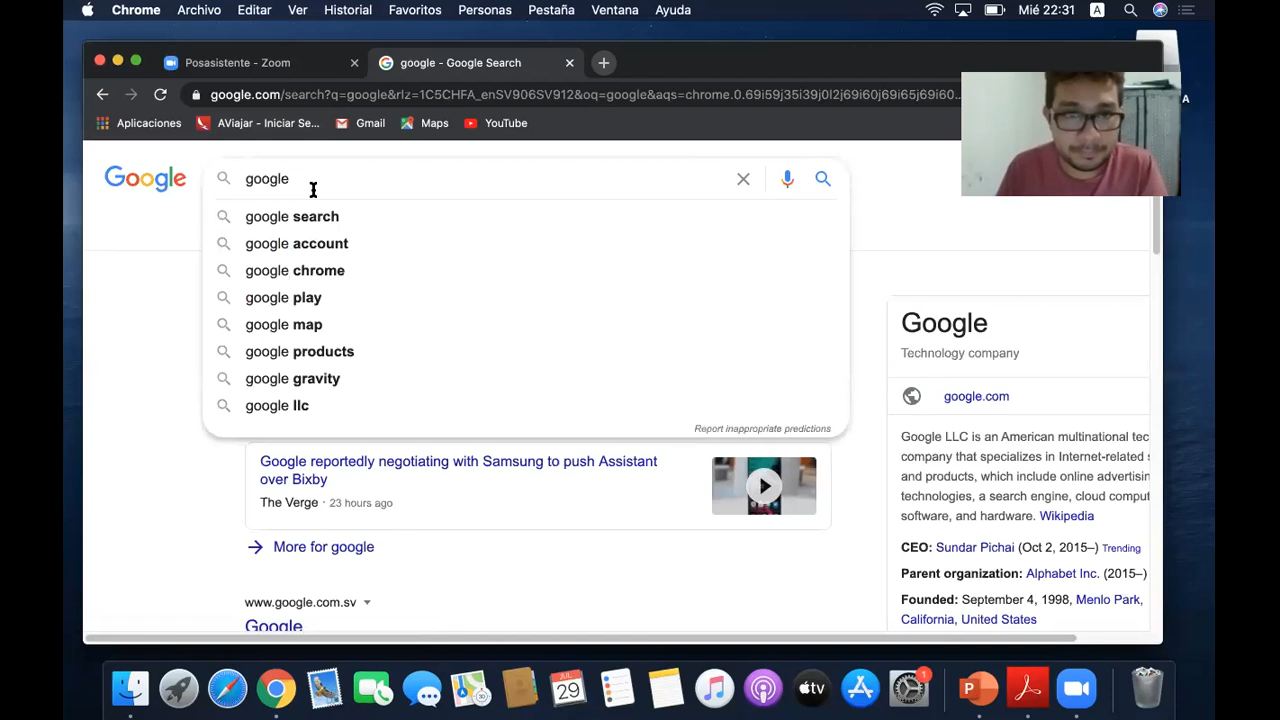 Chrome Archivo Editar Ver Historial Favoritos Personas Pestaña Ventana Ayuda Mié 22:31 A
Posasistente - Zoom google - Google Search
google.com/search?q=google&rlz=1C5CHFA_enSV906SV912&oq=google&aqs=chrome.0.69i59j35i39j0l2j69i60j69i65j69i60...
Aplicaciones AViajar - Iniciar Se... Gmail Maps YouTube
A
Google google
google search
google account
google chrome
google play
google map
google products
google gravity
google llc
Report inappropriate predictions
Google reportedly negotiating with Samsung to push Assistant
over Bixby
The Verge · 23 hours ago
More for google
www.google.com.sv
Google
Google
Technology company
google.com
Google LLC is an American multinational tec
company that specializes in Internet-related s
and products, which include online advertisin
technologies, a search engine, cloud comput
software, and hardware. Wikipedia
CEO: Sundar Pichai (Oct 2, 2015–) Trending
Parent organization: Alphabet Inc. (2015–)
Founded: September 4, 1998, Menlo Park,
California, United States
JUL
29
tv
1
P